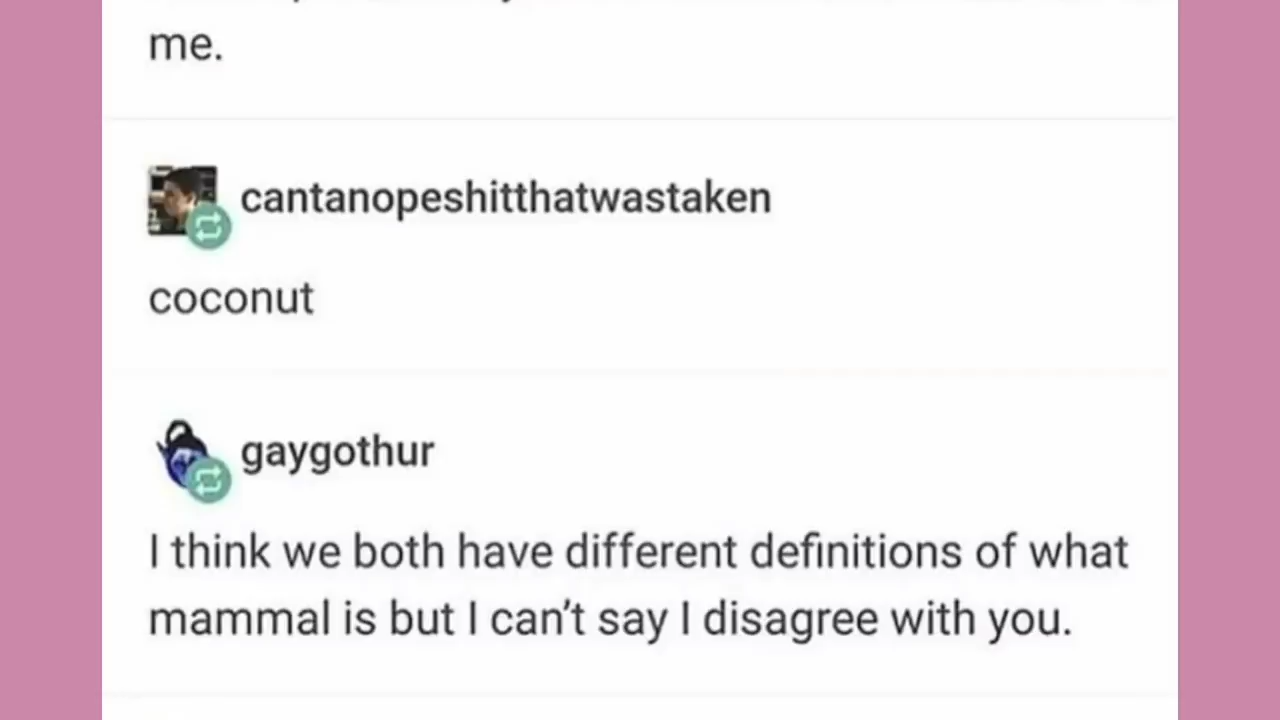 me.
cantanopeshitthatwastaken
coconut
gaygothur
I think we both have different definitions of what
mammal is but I can't say I disagree with you.